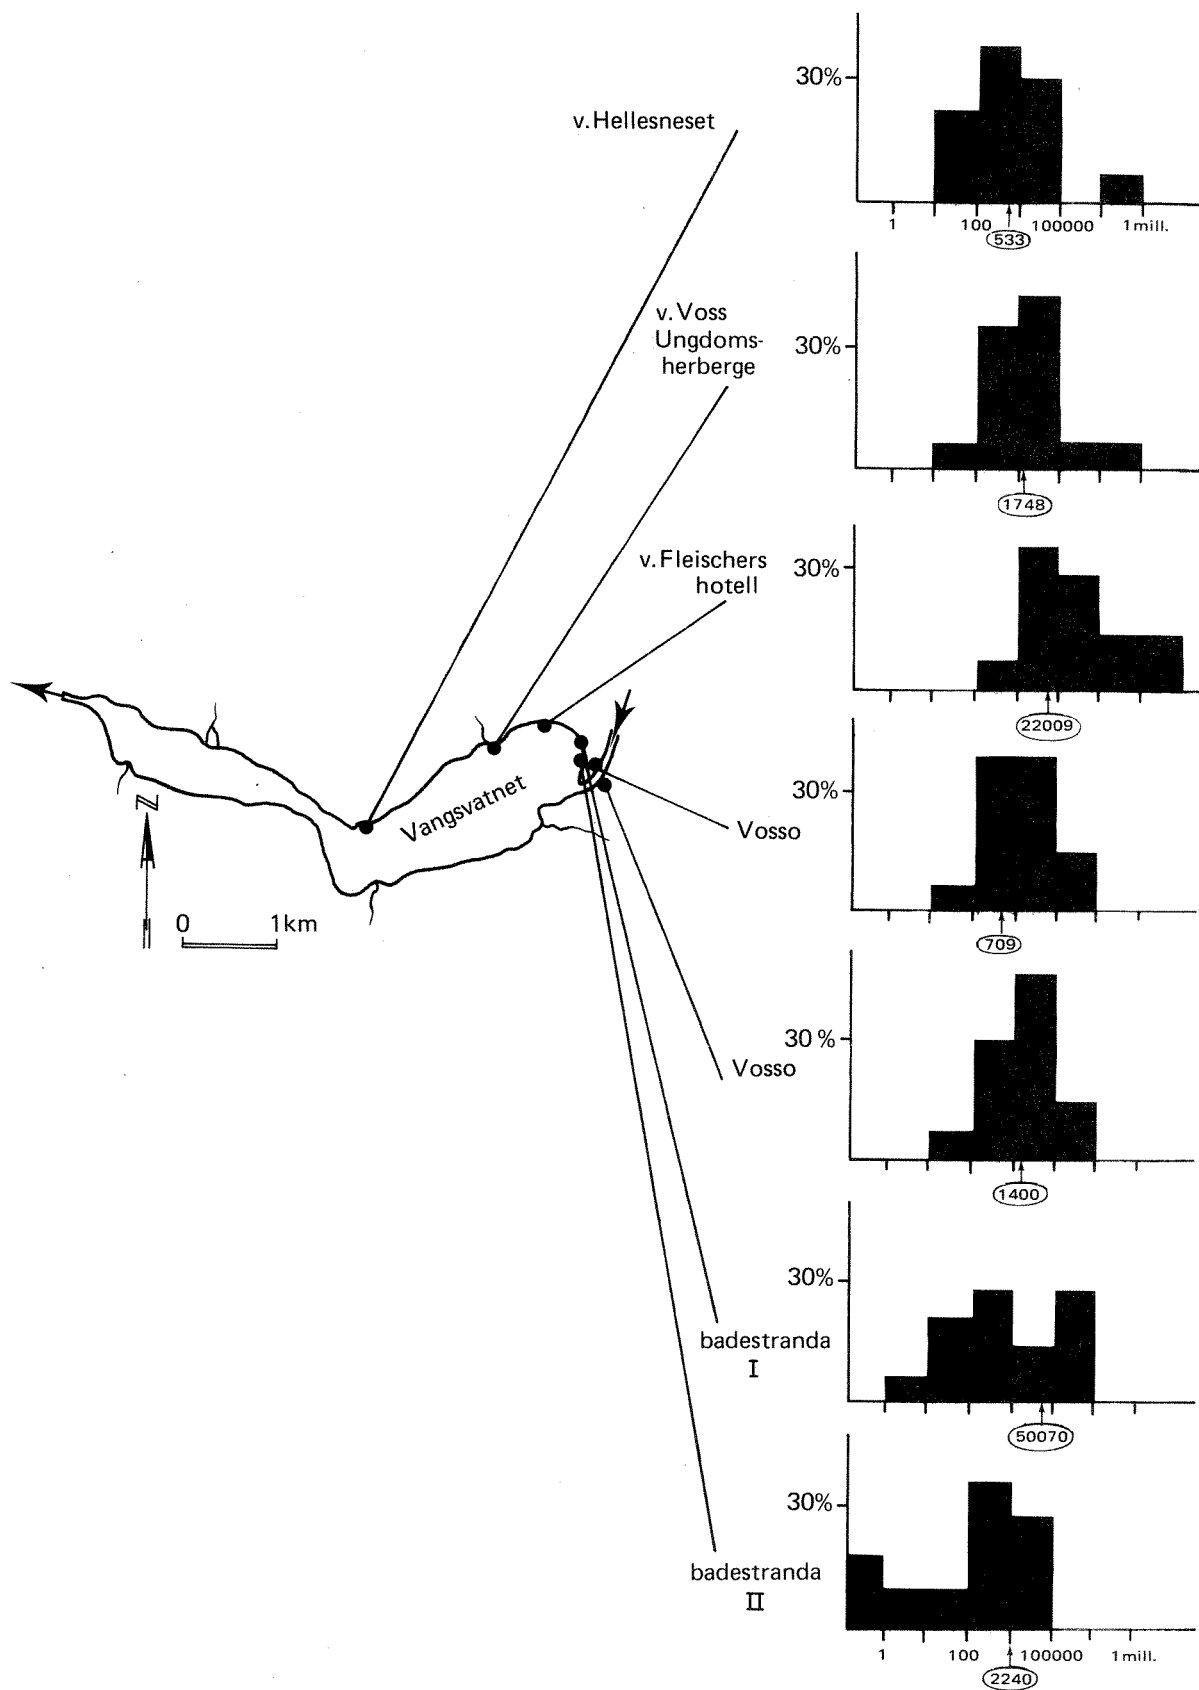 30%
v. Hellesneset
1 100 100000 1 mill.
533
v. Voss
Ungdoms-
herberge
30%
1748
v. Fleischers
hotell
30%
22009
Vangsvatnet
30%
Vosso
N
0 1km
709
30 %
Vosso
1400
30%
badestranda
I
50070
30%
badestranda
II
1 100 100000 1 mill.
2240